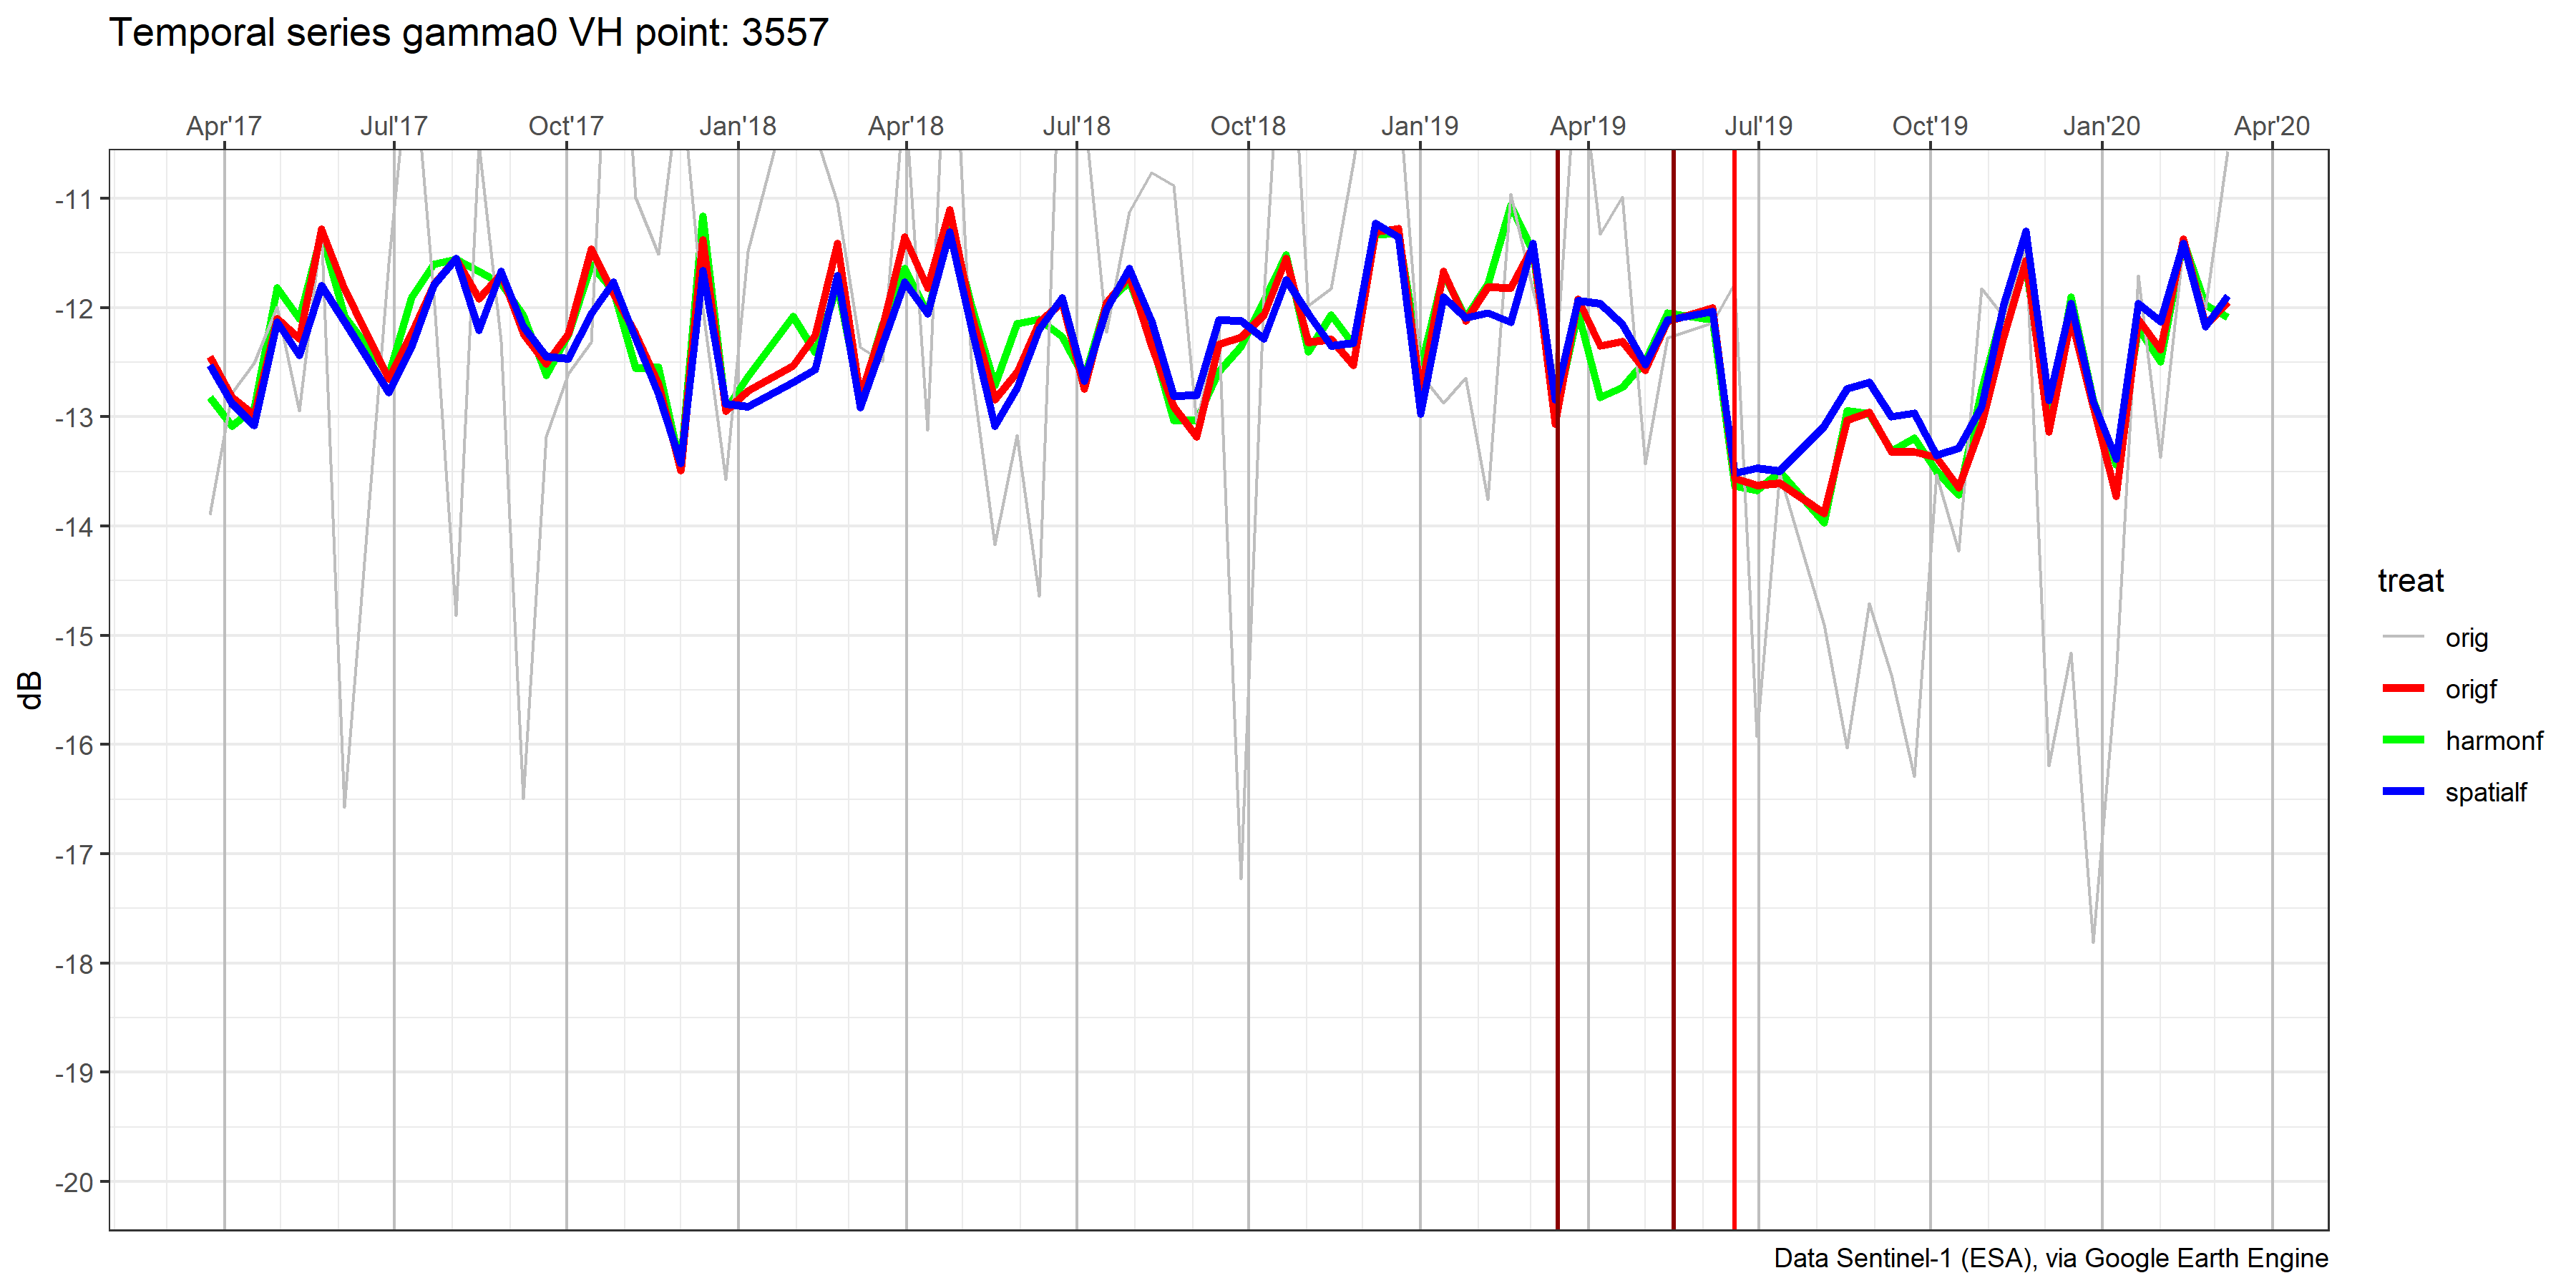 Temporal series gamma0 VH point: 3557
Apr'17 Jul'17 Oct'17 Jan'18 Apr'18 Jul'18 Oct'18 Jan'19 Apr'19 Jul'19 Oct'19 Jan'20 Apr'20
-11
-12
-13
-14
-15
-16
-17
-18
-19
-20
dB
treat
orig
origf
harmonf
spatialf
Data Sentinel-1 (ESA), via Google Earth Engine